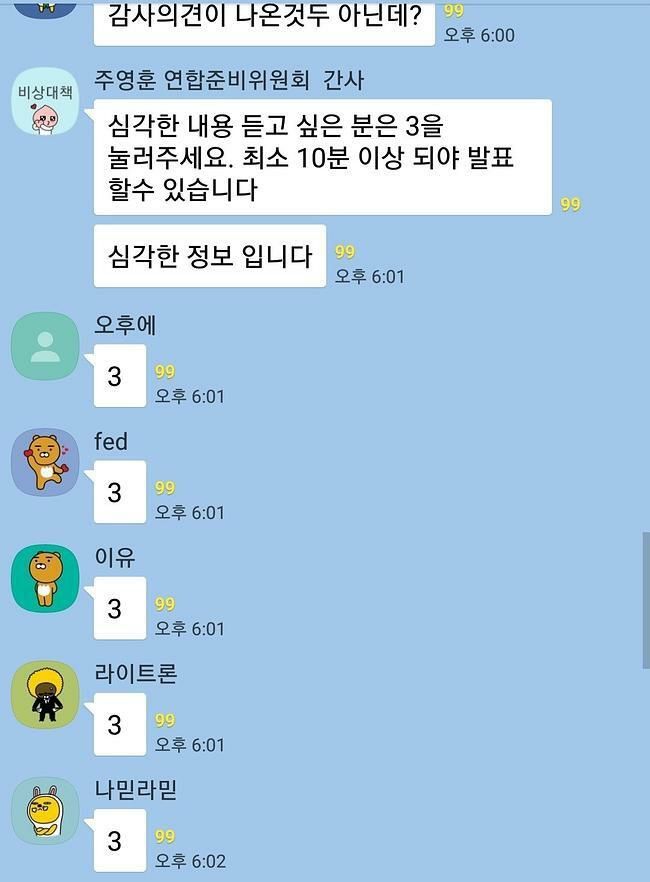 감사의견이 나온것두 아닌데?
99
오후 6:00
비상대책
주영훈 연합준비위원회 간사
심각한 내용 듣고 싶은 분은 3을
눌러주세요. 최소 10분 이상 되야 발표
할수 있습니다
99
심각한 정보 입니다
99
오후 6:01
오후에
3
99
오후 6:01
fed
3
99
오후 6:01
이유
3
99
오후 6:01
라이트론
3
99
오후 6:01
나믿라믿
3
99
오후 6:02